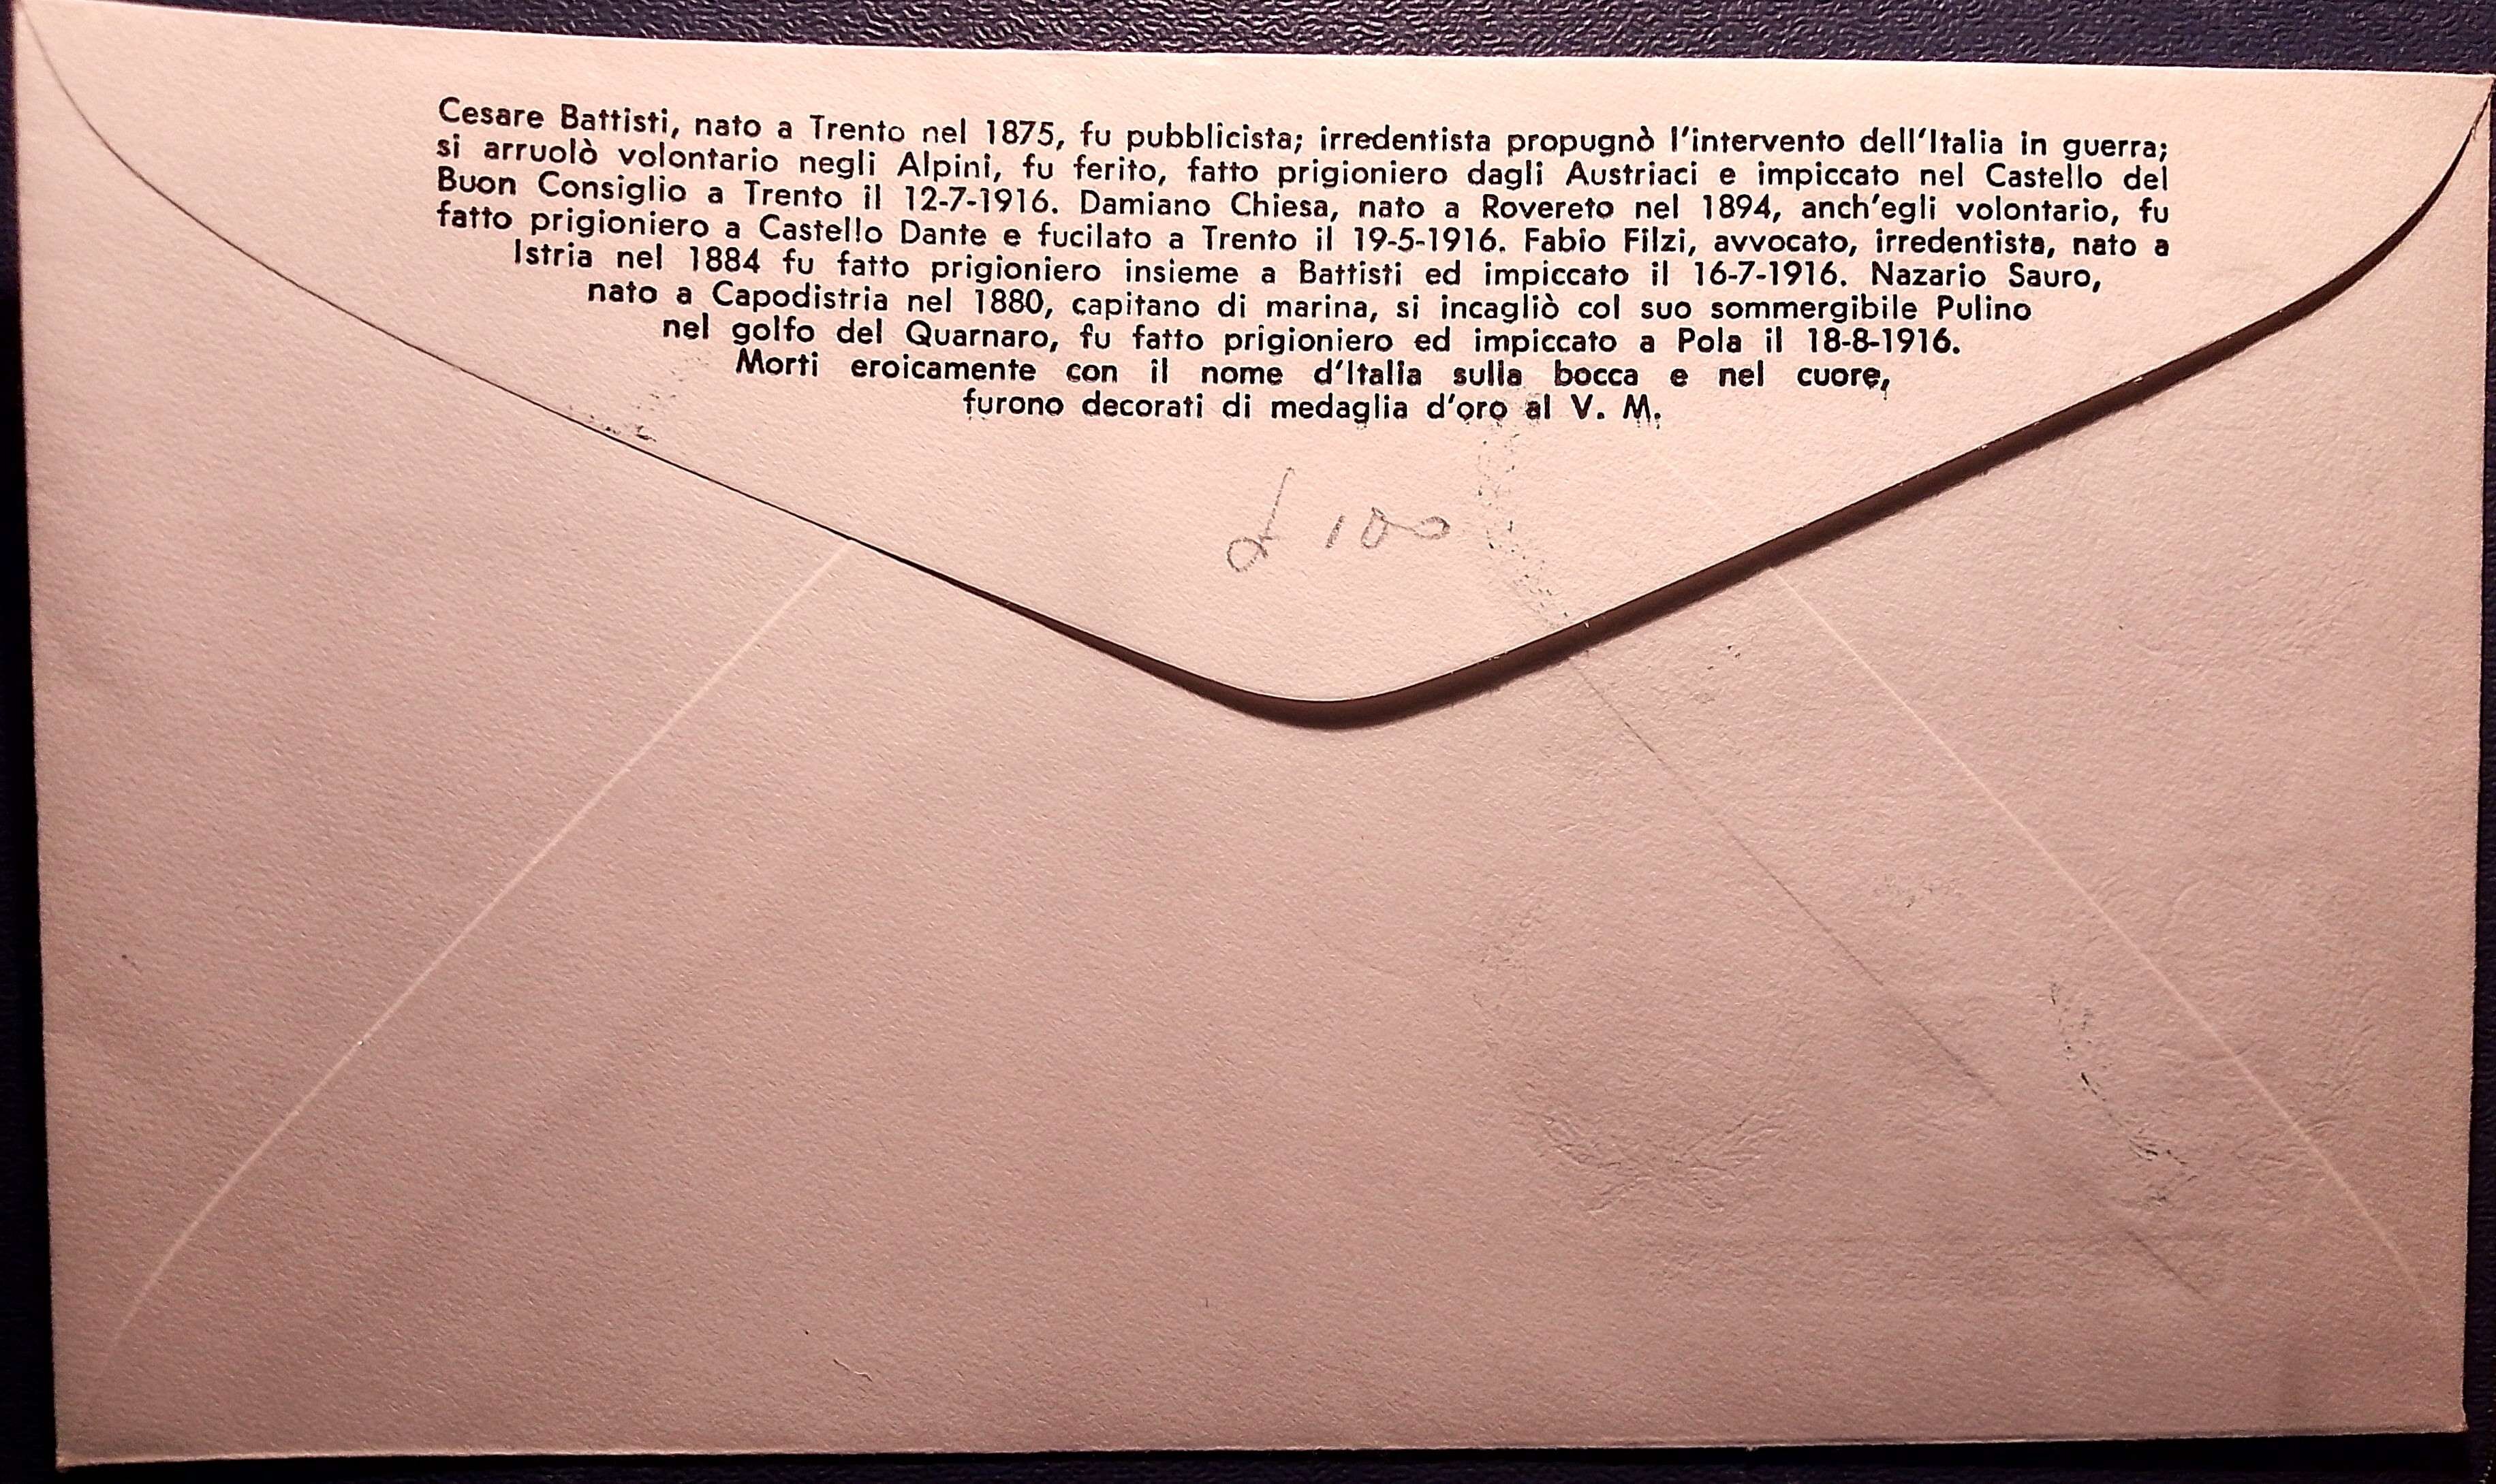 Cesare Battisti, nato a Trento nel 1875, fu pubblicista; irredentista propugnò l'intervento dell'Italia in guerra;
si arruolò volontario negli Alpini, fu ferito, fatto prigioniero dagli Austriaci e impiccato nel Castello del
Buon Consiglio a Trento il 12-7-1916. Damiano Chiesa, nato a Rovereto nel 1894, anch'egli volontario, fu
fatto prigioniero a Castello Dante e fucilato a Trento il 19-5-1916. Fabio Filzi, avvocato, irredentista, nato a
Istria nel 1884 fu fatto prigioniero insieme a Battisti ed impiccato il 16-7-1916. Nazario Sauro,
nato a Capodistria nel 1880, capitano di marina, si incagliò col suo sommergibile Pulino
nel golfo del Quarnaro, fu fatto prigioniero ed impiccato a Pola il 18-8-1916.
Morti eroicamente con il nome d'Italia sulla bocca e nel cuore,
furono decorati di medaglia d'oro al V. M.
100